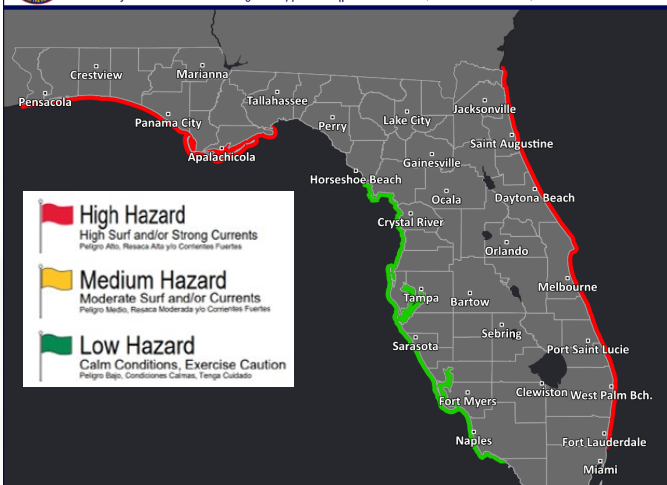 Crestview
Marianna
Pensacola
Tallahassee
Panama City
Perry
Lake City
Jacksonville
Apalachicola
Saint Augustine
Gainesville
Horseshoe Beach
Ocala
Daytona Beach
Crystal River
Orlando
Melbourne
Tampa
Bartow
Sebring
Sarasota
Port Saint Lucie
Clewiston
West Palm Bch.
Fort Myers
Naples
Fort Lauderdale
Miami
High Hazard
High Surf and/or Strong Currents
Peligro Alto, Resaca Alta y/o Corrientes Fuertes
Medium Hazard
Moderate Surf and/or Currents
Peligro Medio, Resaca Moderada y/o Corrientes Fuertes
Low Hazard
Calm Conditions, Exercise Caution
Peligro Bajo, Condiciones Calmas, Tenga Cuidado